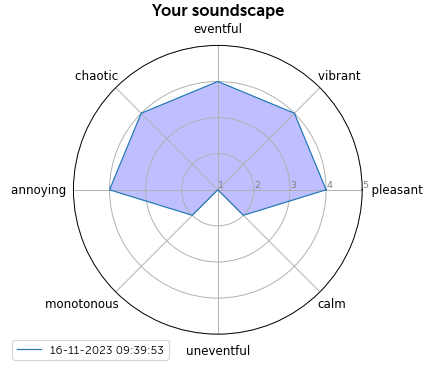 Your soundscape
eventful
chaotic
vibrant
annoying
1
2
3
4
5
pleasant
monotonous
calm
uneventful
16-11-2023 09:39:53